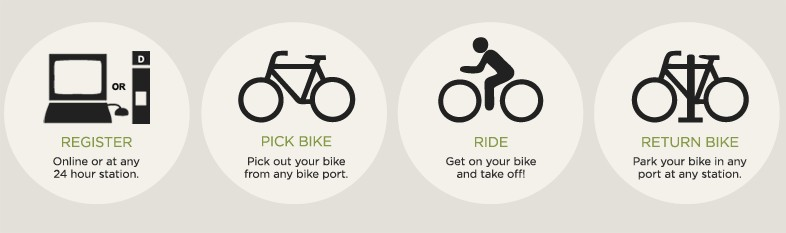 D
OR
REGISTER
Online or at any
24 hour station.
PICK BIKE
Pick out your bike
from any bike port.
RIDE
Get on your bike
and take off!
RETURN BIKE
Park your bike in any
port at any station.